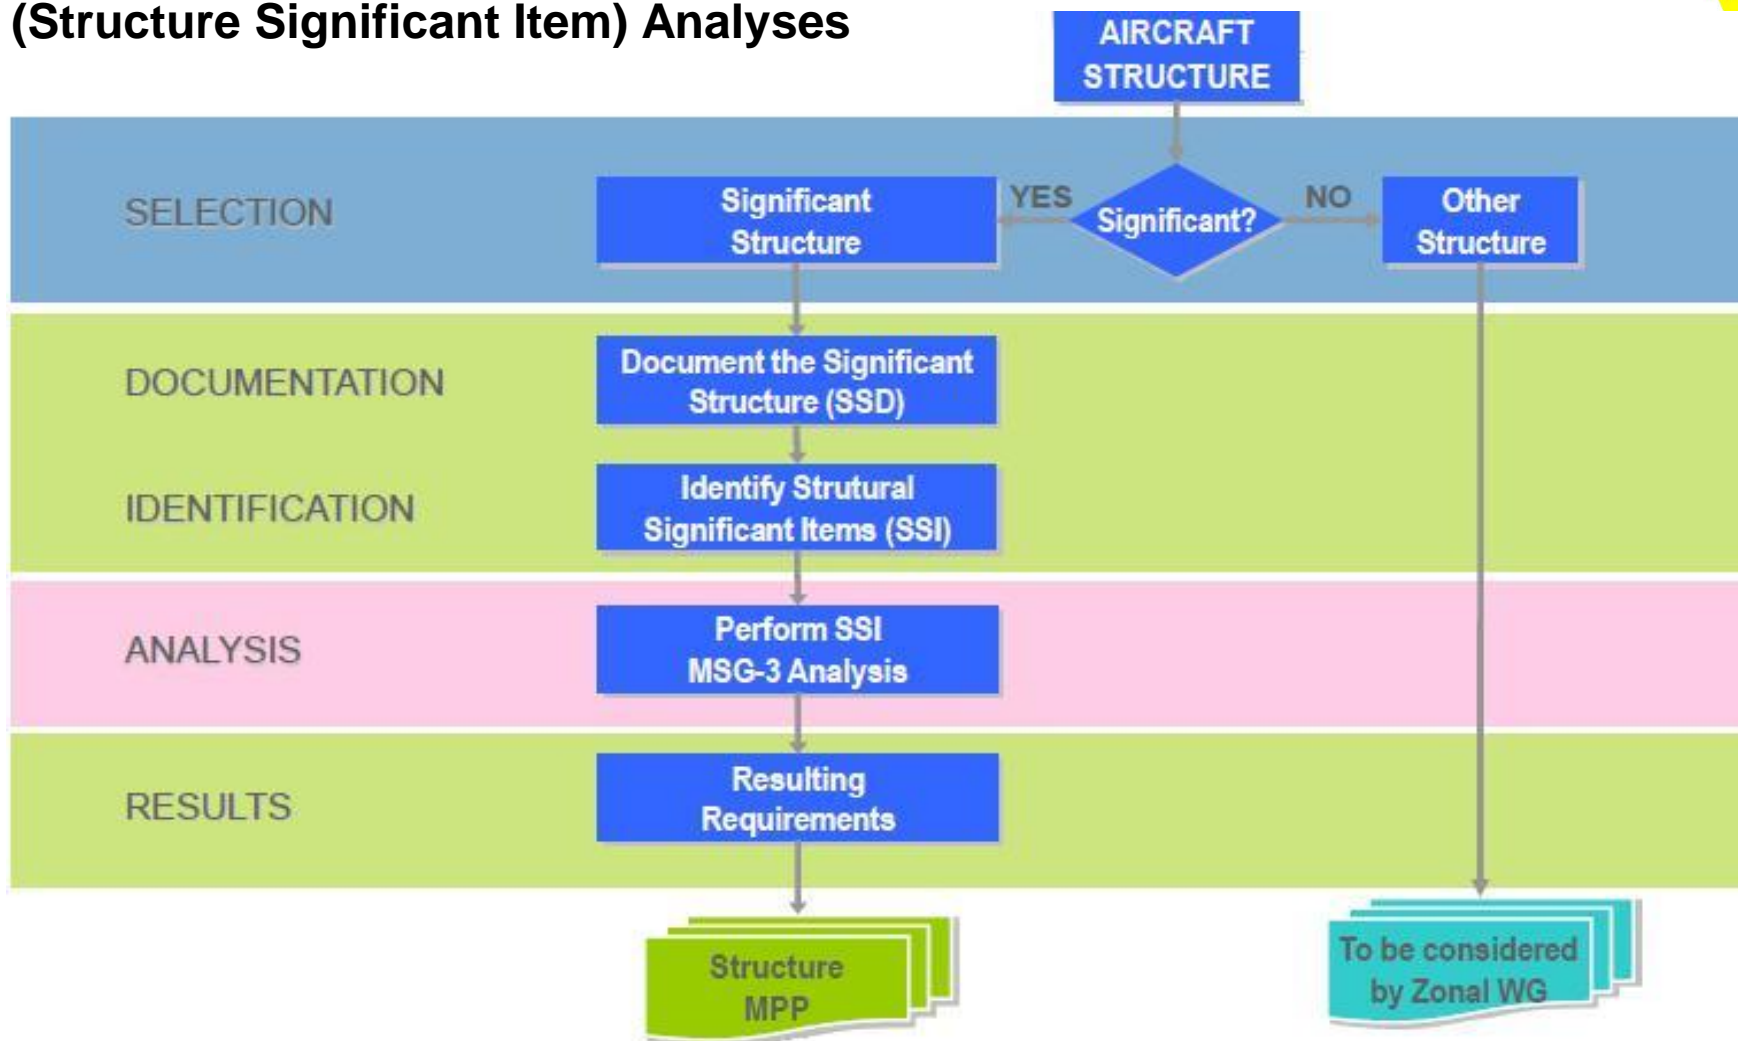 (Structure Significant Item) Analyses
AIRCRAFT
STRUCTURE
SELECTION
Significant
Structure
YES
Significant?
NO
Other
Structure
DOCUMENTATION
Document the Significant
Structure (SSD)
IDENTIFICATION
Identify Strutural
Significant Items (SSI)
ANALYSIS
Perform SSI
MSG-3 Analysis
RESULTS
Resulting
Requirements
Structure
MPP
To be considered
by Zonal WG